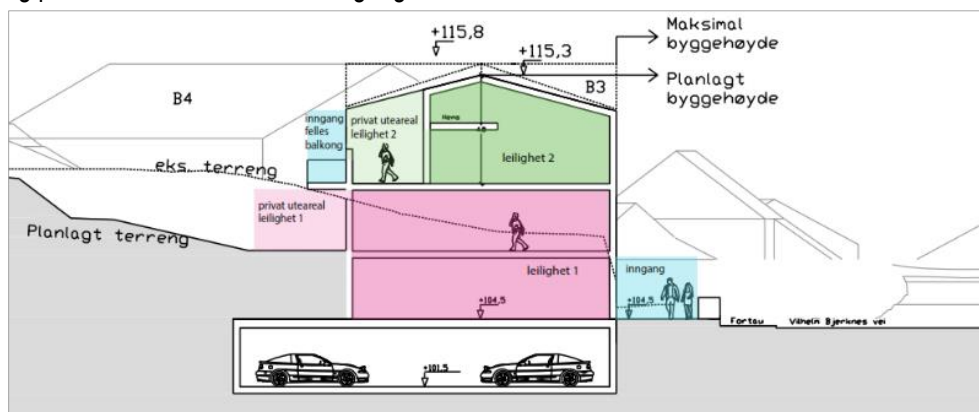 +115,8
Maksimal
byggehøyde
+115,3
Planlagt
byggehøyde
B4
B3
inngang
felles
balkong
privat uteareal
leilighet 2
Hems
leilighet 2
eks. terreng
privat uteareal
leilighet 1
Planlagt terreng
leilighet 1
inngang
+104,5
+104,5
Fortau
Vilhelm Bjerknes vei
+101,5